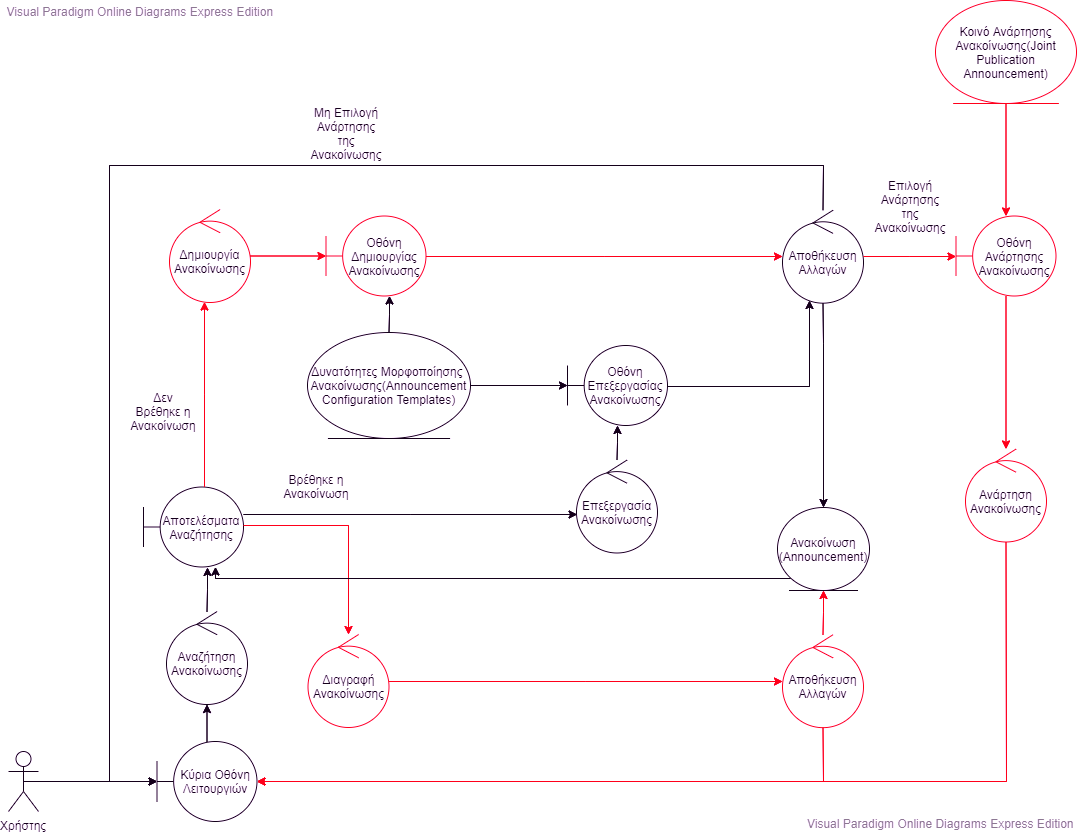 Visual Paradigm Online Diagrams Express Edition
Κοινό Ανάρτησης
Ανακοίνωσης(Joint
Publication
Announcement)
Μη Επιλογή
Ανάρτησης
της
Ανακοίνωσης
Επιλογή
Ανάρτησης
της
Ανακοίνωσης
Δημιουργία
Ανακοίνωσης
Οθόνη
Δημιουργίας
Ανακοίνωσης
Αποθήκευση
Αλλαγών
Οθόνη
Ανάρτησης
Ανακοίνωσης
Δυνατότητες Μορφοποίησης
Ανακοίνωσης(Announcement
Configuration Templates)
Οθόνη
Επεξεργασίας
Ανακοίνωσης
Δεν
Βρέθηκε η
Ανακοίνωση
Βρέθηκε η
Ανακοίνωση
Επεξεργασία
Ανακοίνωσης
Ανάρτηση
Ανακοίνωσης
Αποτελέσματα
Αναζήτησης
Ανακοίνωση
(Announcement)
Αναζήτηση
Ανακοίνωσης
Διαγραφή
Ανακοίνωσης
Αποθήκευση
Αλλαγών
Κύρια Οθόνη
Λειτουργιών
Χρήστης
Visual Paradigm Online Diagrams Express Edition